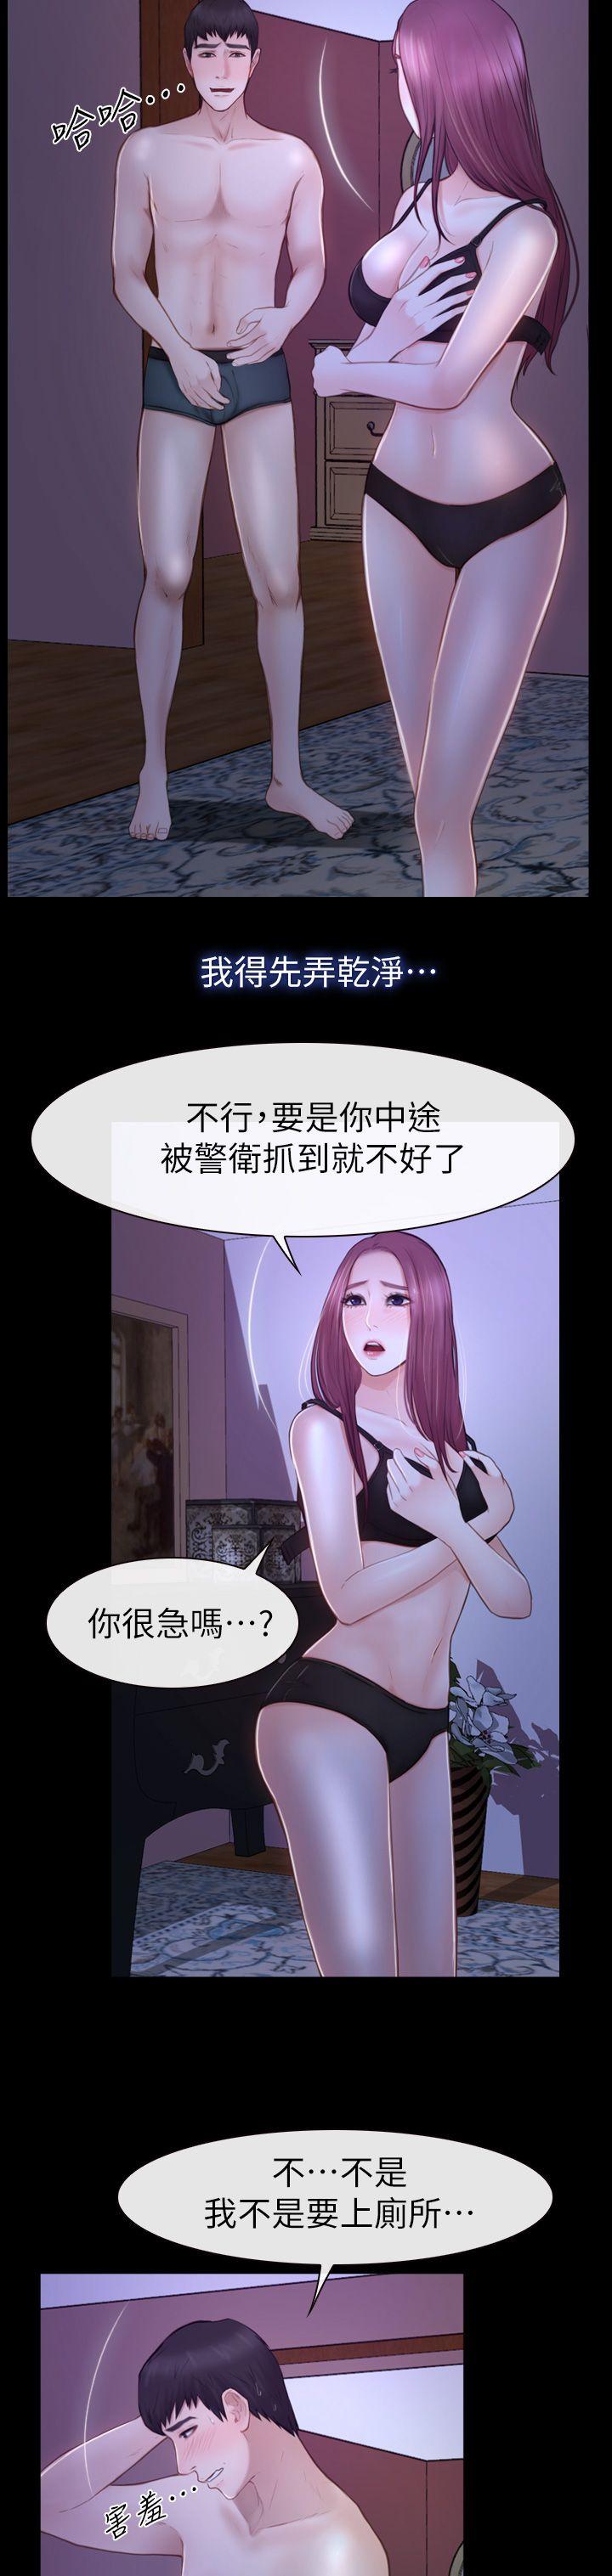 哈哈⋯
我得先弄乾淨⋯
不行，要是你中途
被警衛抓到就不好了
你很急嗎⋯?
不⋯不是
我不是要上廁所⋯
害羞⋯